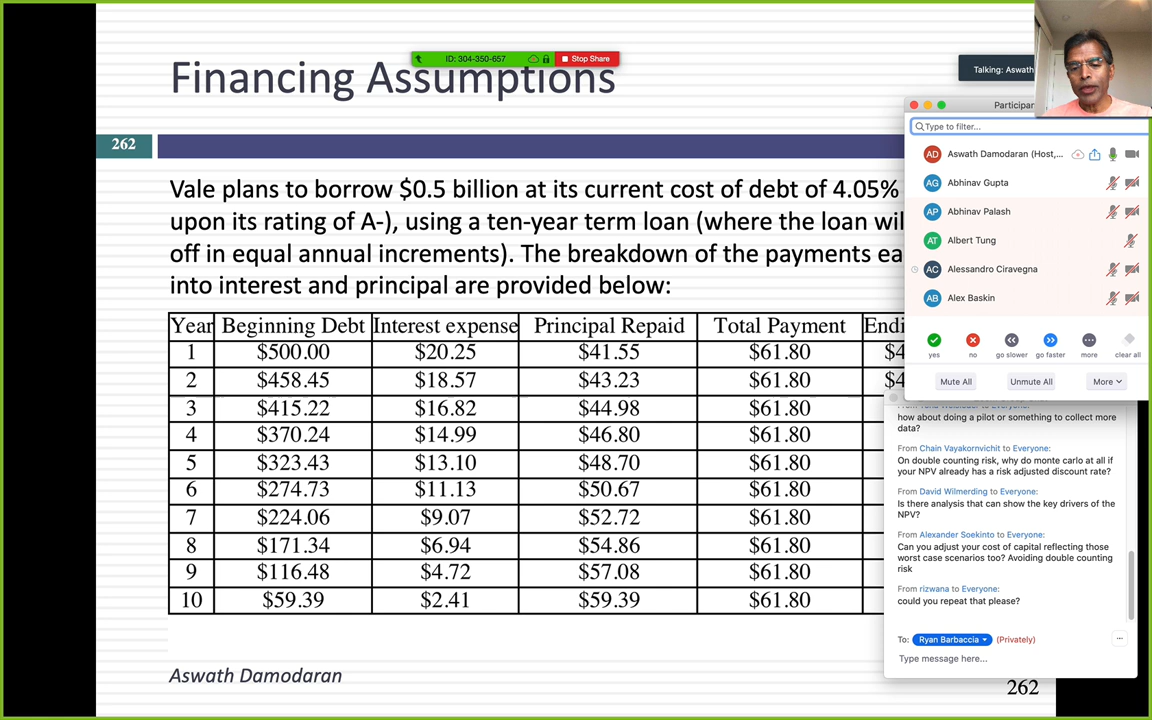 ID: 304-350-657
Stop Share
Financing Assumptions
Talking: Aswath
262
Vale plans to borrow $0.5 billion at its current cost of debt of 4.05%
upon its rating of A-), using a ten-year term loan (where the loan wil
off in equal annual increments). The breakdown of the payments ea
into interest and principal are provided below:
Year Beginning Debt Interest expense Principal Repaid Total Payment Endi
1 $500.00 $20.25 $41.55 $61.80 $4
2 $458.45 $18.57 $43.23 $61.80 $4
3 $415.22 $16.82 $44.98 $61.80
4 $370.24 $14.99 $46.80 $61.80
5 $323.43 $13.10 $48.70 $61.80
6 $274.73 $11.13 $50.67 $61.80
7 $224.06 $9.07 $52.72 $61.80
8 $171.34 $6.94 $54.86 $61.80
9 $116.48 $4.72 $57.08 $61.80
10 $59.39 $2.41 $59.39 $61.80
Aswath Damodaran
262
Participan
Type to filter...
AD Aswath Damodaran (Host,...
AG Abhinav Gupta
AP Abhinav Palash
AT Albert Tung
AC Alessandro Ciravegna
AB Alex Baskin
yes no go slower go faster more clear all
Mute All Unmute All More
how about doing a pilot or something to collect more
data?
From Chain Vayakornvichit to Everyone:
On double counting risk, why do monte carlo at all if
your NPV already has a risk adjusted discount rate?
From David Wilmerding to Everyone:
Is there analysis that can show the key drivers of the
NPV?
From Alexander Soekinto to Everyone:
Can you adjust your cost of capital reflecting those
worst case scenarios too? Avoiding double counting
risk
From rizwana to Everyone:
could you repeat that please?
To: Ryan Barbaccia (Privately)
Type message here...